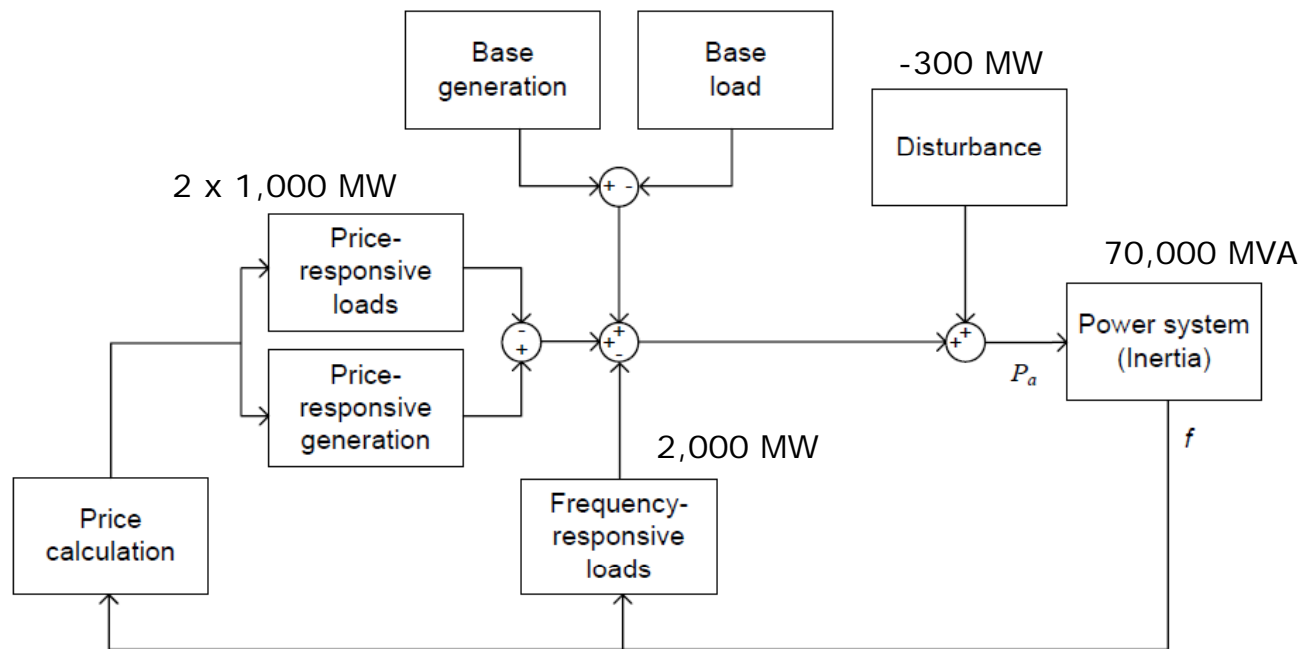 Base
generation
Base
load
-300 MW
Disturbance
2 x 1,000 MW
Price-
responsive
loads
+ -
70,000 MVA
Power system
(Inertia)
-
+
+
+
-
+
+
Pa
Price-
responsive
generation
2,000 MW
f
Price
calculation
Frequency-
responsive
loads